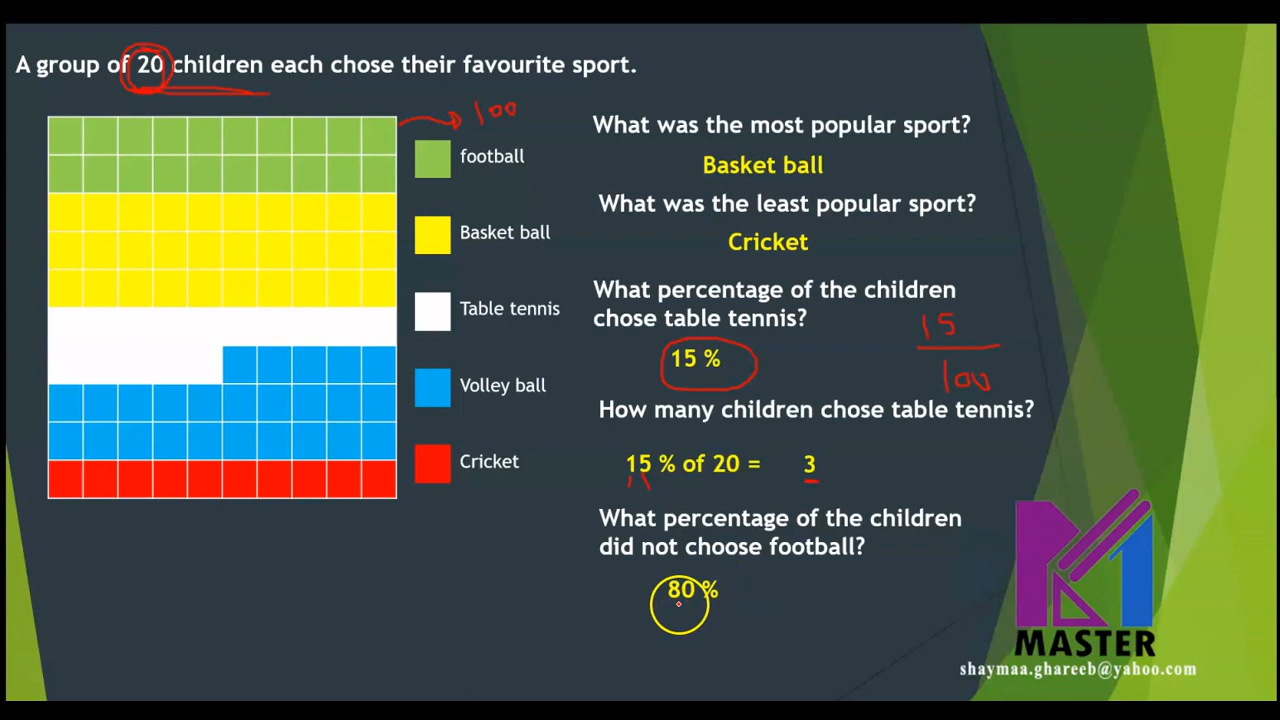 A group of 20 children each chose their favourite sport.
100
football
Basket ball
Table tennis
Volley ball
Cricket
What was the most popular sport?
Basket ball
What was the least popular sport?
Cricket
What percentage of the children
chose table tennis?
15 %
15
100
How many children chose table tennis?
15 % of 20 = 3
What percentage of the children
did not choose football?
80 %
M1
MASTER
shaymaa.ghareeb@yahoo.com